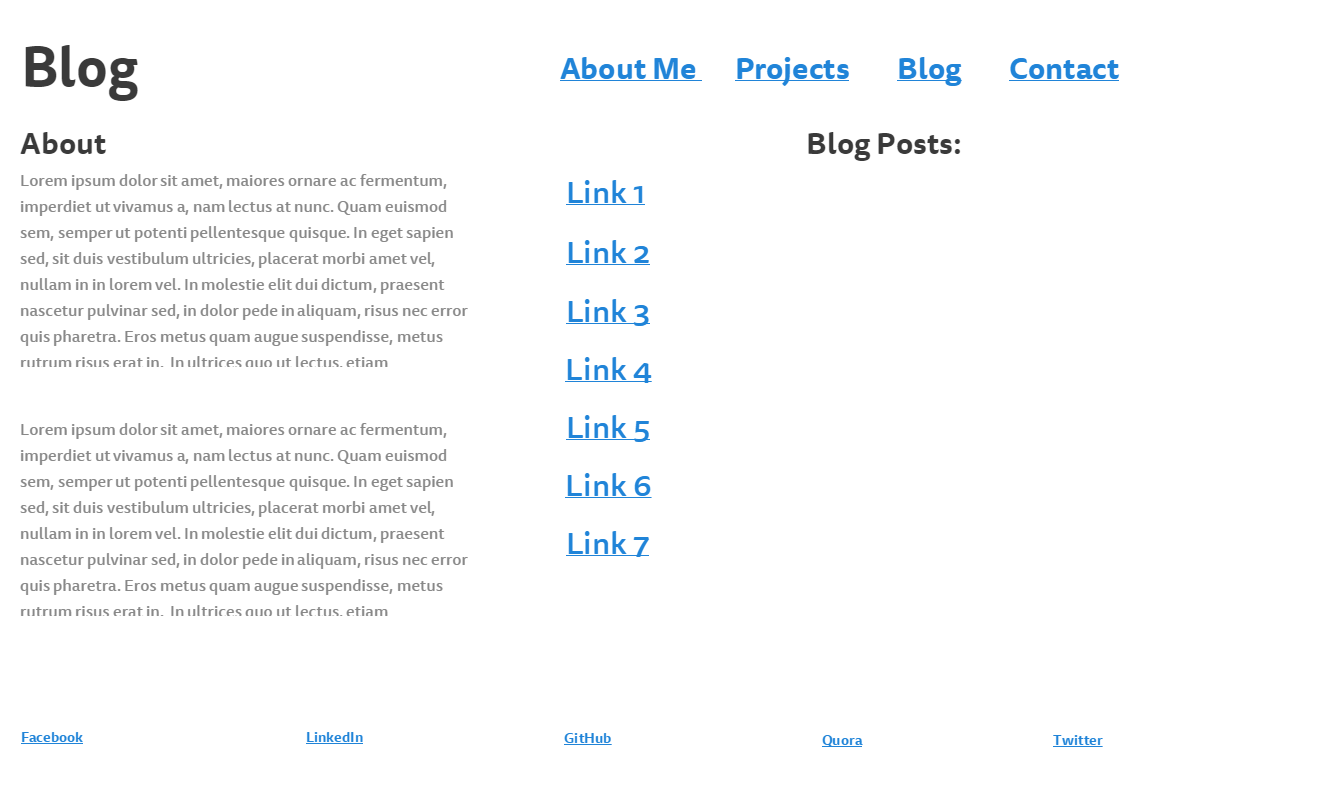 Blog
About Me Projects Blog Contact
About
Lorem ipsum dolor sit amet, maiores ornare ac fermentum,
imperdiet ut vivamus a, nam lectus at nunc. Quam euismod
sem, semper ut potenti pellentesque quisque. In eget sapien
sed, sit duis vestibulum ultricies, placerat morbi amet vel,
nullam in in lorem vel. In molestie elit dui dictum, praesent
nascetur pulvinar sed, in dolor pede in aliquam, risus nec error
quis pharetra. Eros metus quam augue suspendisse, metus
rutrum risus erat in. In ultrices quo ut lectus, etiam
Lorem ipsum dolor sit amet, maiores ornare ac fermentum,
imperdiet ut vivamus a, nam lectus at nunc. Quam euismod
sem, semper ut potenti pellentesque quisque. In eget sapien
sed, sit duis vestibulum ultricies, placerat morbi amet vel,
nullam in in lorem vel. In molestie elit dui dictum, praesent
nascetur pulvinar sed, in dolor pede in aliquam, risus nec error
quis pharetra. Eros metus quam augue suspendisse, metus
rutrum risus erat in. In ultrices quo ut lectus, etiam
Blog Posts:
Link 1
Link 2
Link 3
Link 4
Link 5
Link 6
Link 7
Facebook LinkedIn GitHub Quora Twitter